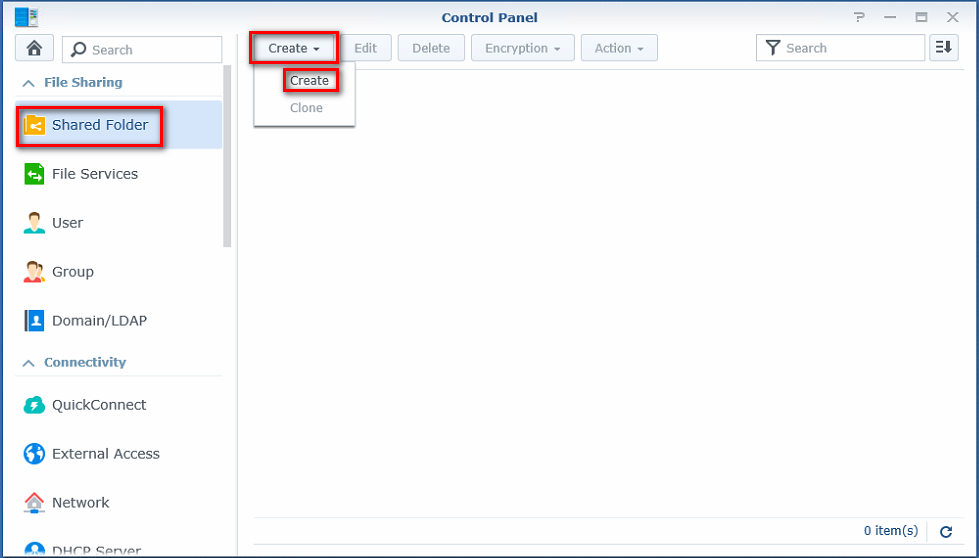 Control Panel
Search
Create Edit Delete Encryption Action Search
Create
Clone
File Sharing
Shared Folder
File Services
User
Group
Domain/LDAP
Connectivity
QuickConnect
External Access
Network
DHCP Server
0 item(s)